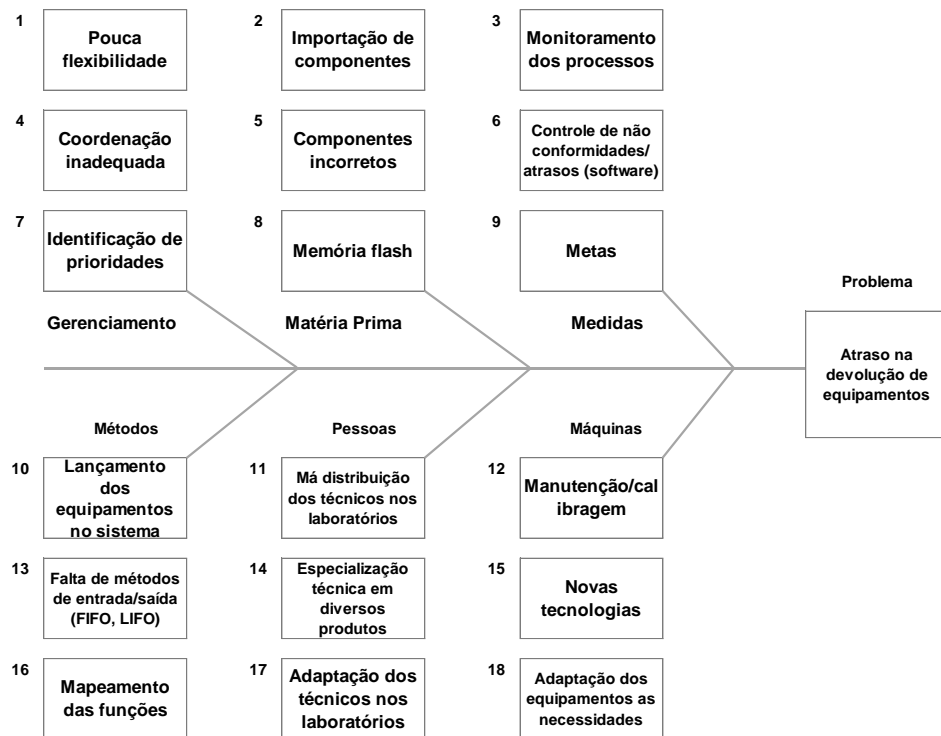 1
Pouca
flexibilidade
2
Importação de
componentes
3
Monitoramento
dos processos
4
Coordenação
inadequada
5
Componentes
incorretos
6
Controle de não
conformidades/
atrasos (software)
7
Identificação de
prioridades
8
Memória flash
9
Metas
Problema
Gerenciamento
Matéria Prima
Medidas
Atraso na
devolução de
equipamentos
Métodos
Pessoas
Máquinas
10
Lançamento
dos
equipamentos
no sistema
11
Má distribuição
dos técnicos nos
laboratórios
12
Manutenção/cal
ibragem
13
Falta de métodos
de entrada/saída
(FIFO, LIFO)
14
Especialização
técnica em
diversos
produtos
15
Novas
tecnologias
16
Mapeamento
das funções
17
Adaptação dos
técnicos nos
laboratórios
18
Adaptação dos
equipamentos as
necessidades